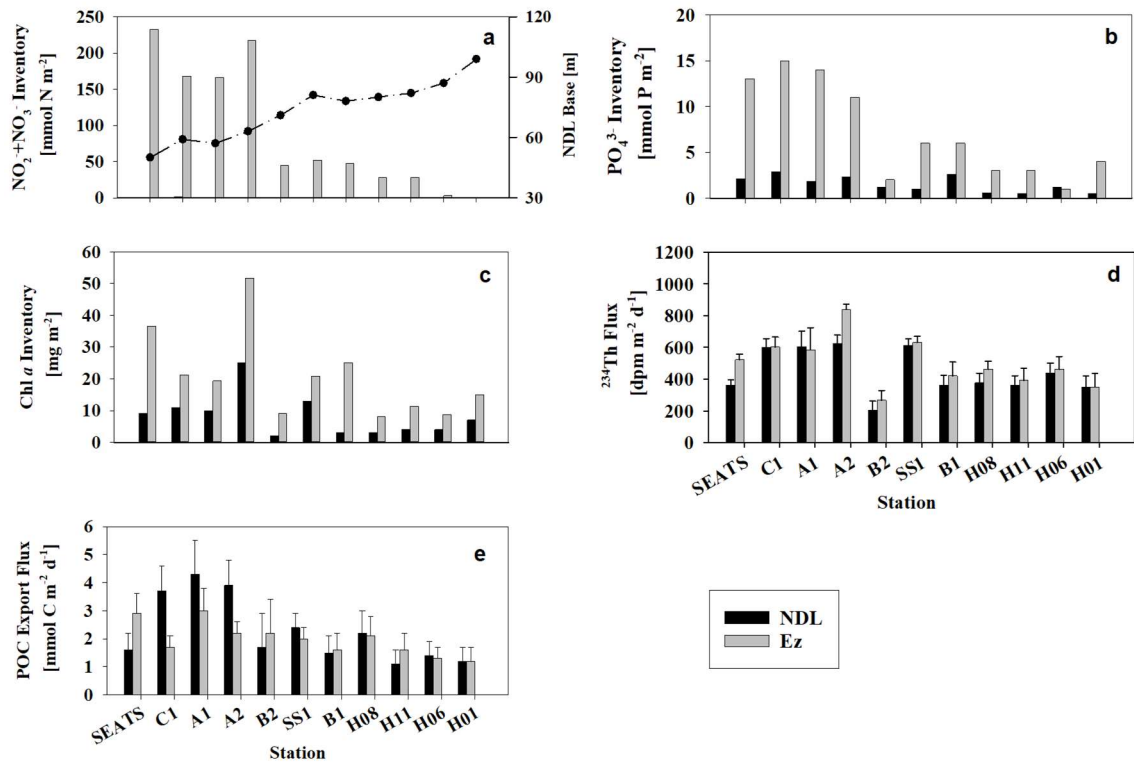 a
NO₂⁻+NO₃⁻ Inventory
[mmol N m⁻²]
250
200
150
100
50
0
120
90
60
30
NDL Base [m]
b
PO₄³⁻ Inventory
[mmol P m⁻²]
20
15
10
5
0
c
Chl a Inventory
[mg m⁻²]
60
50
40
30
20
10
0
d
²³⁴Th Flux
[dpm m⁻² d⁻¹]
1200
1000
800
600
400
200
0
SEATS C1 A1 A2 B2 SS1 B1 H08 H11 H06 H01
Station
e
POC Export Flux
[mmol C m⁻² d⁻¹]
6
5
4
3
2
1
0
SEATS C1 A1 A2 B2 SS1 B1 H08 H11 H06 H01
Station
NDL
Ez